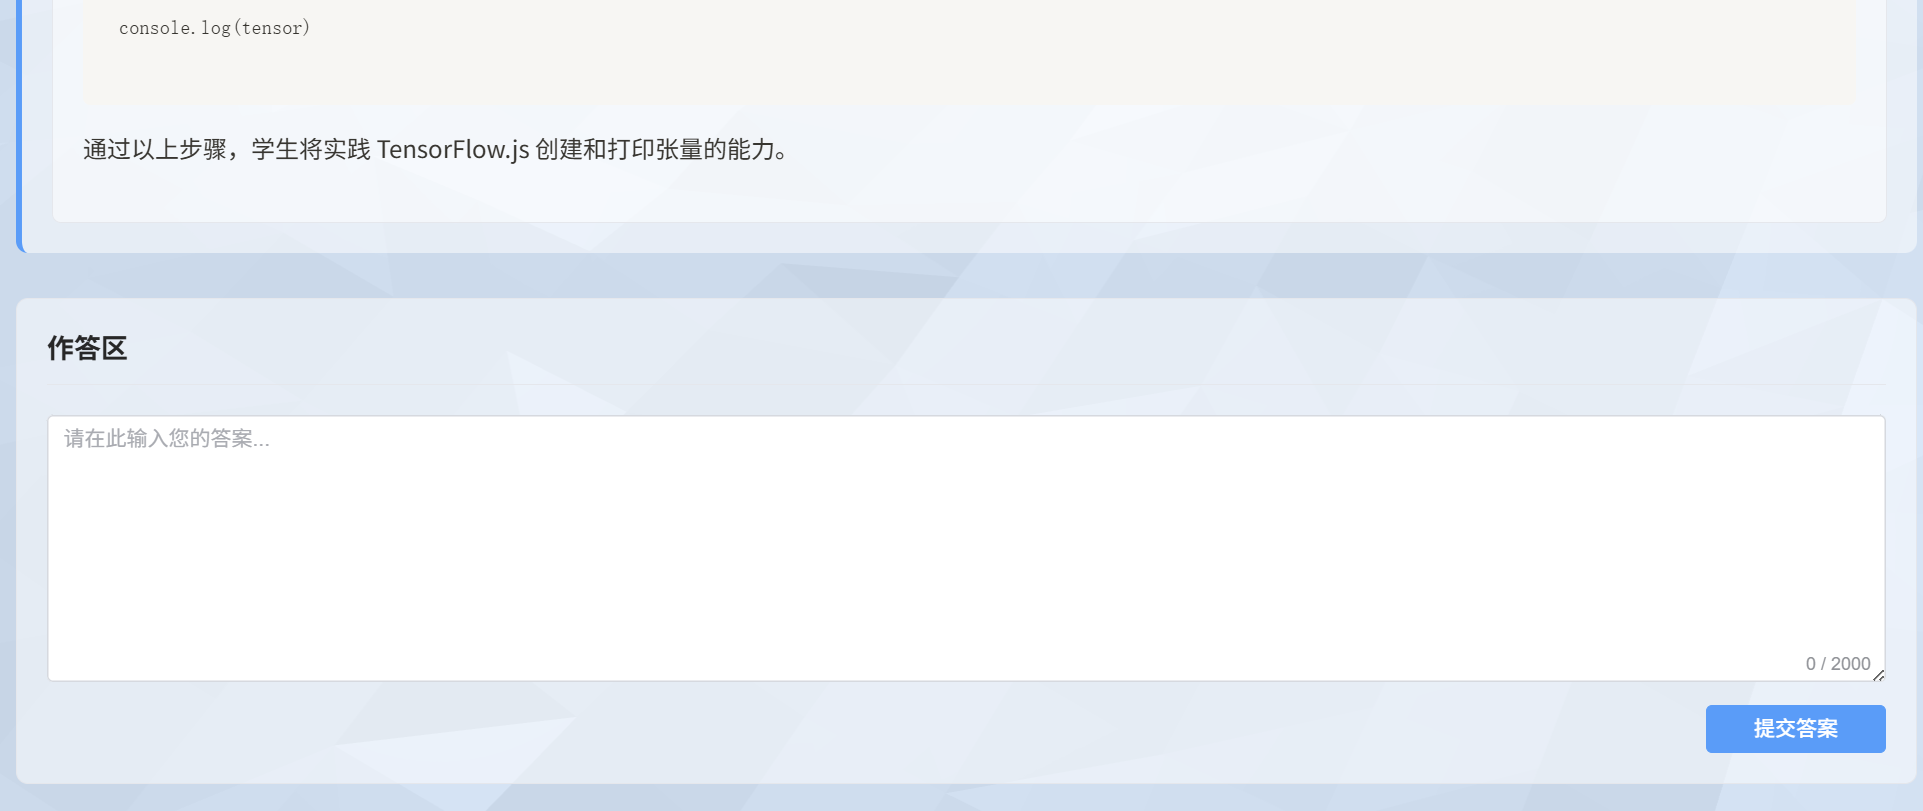 console.log(tensor)
通过以上步骤，学生将实践 TensorFlow.js 创建和打印张量的能力。
作答区
请在此输入您的答案...
0 / 2000
提交答案